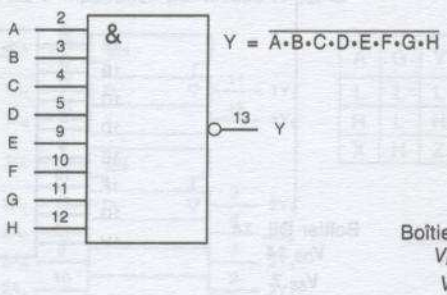 A 2
&
Y = A•B•C•D•E•F•G•H
B 3
C 4
D 5
13 Y
E 9
F 10
G 11
H 12
Boîtie
V
V